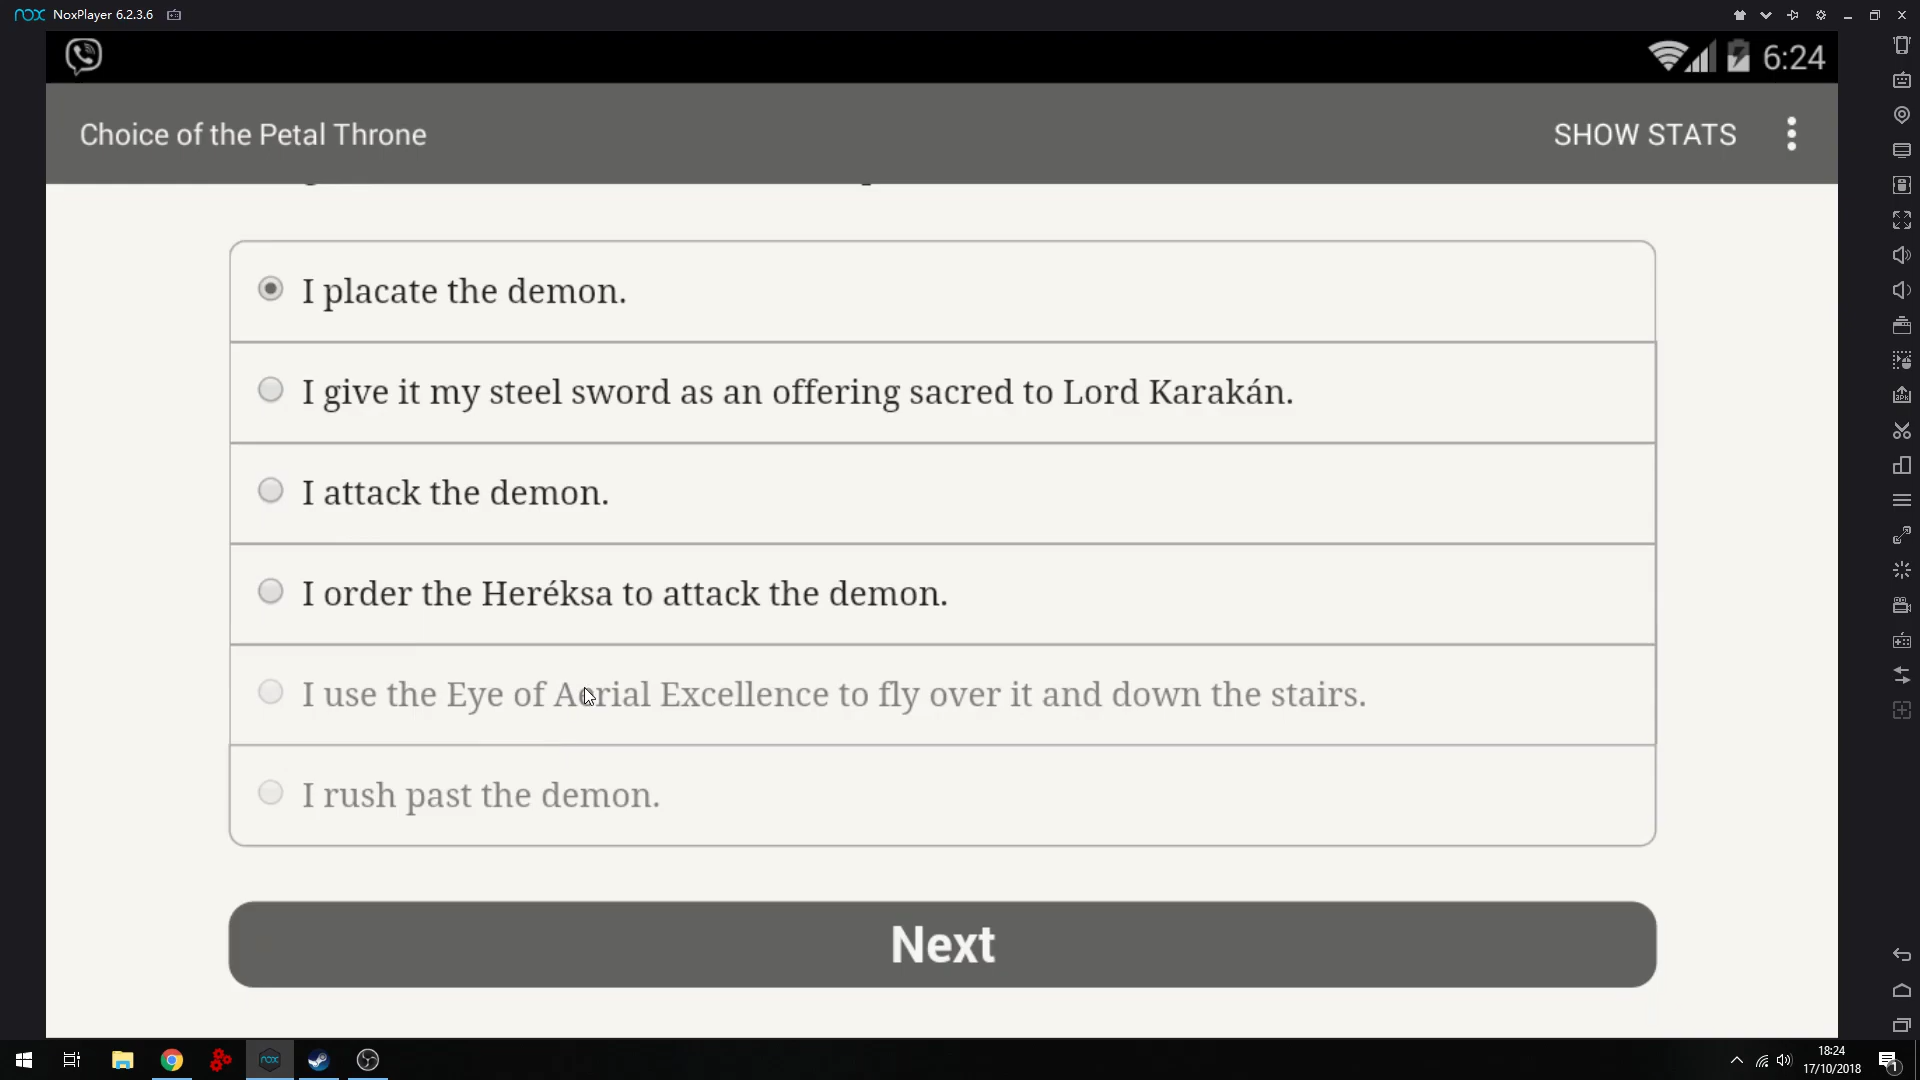 nox NoxPlayer 6.2.3.6
6:24
Choice of the Petal Throne
SHOW STATS
I placate the demon.
I give it my steel sword as an offering sacred to Lord Karakán.
I attack the demon.
I order the Heréksa to attack the demon.
I use the Eye of Aerial Excellence to fly over it and down the stairs.
I rush past the demon.
Next
nox
18:24
17/10/2018
1